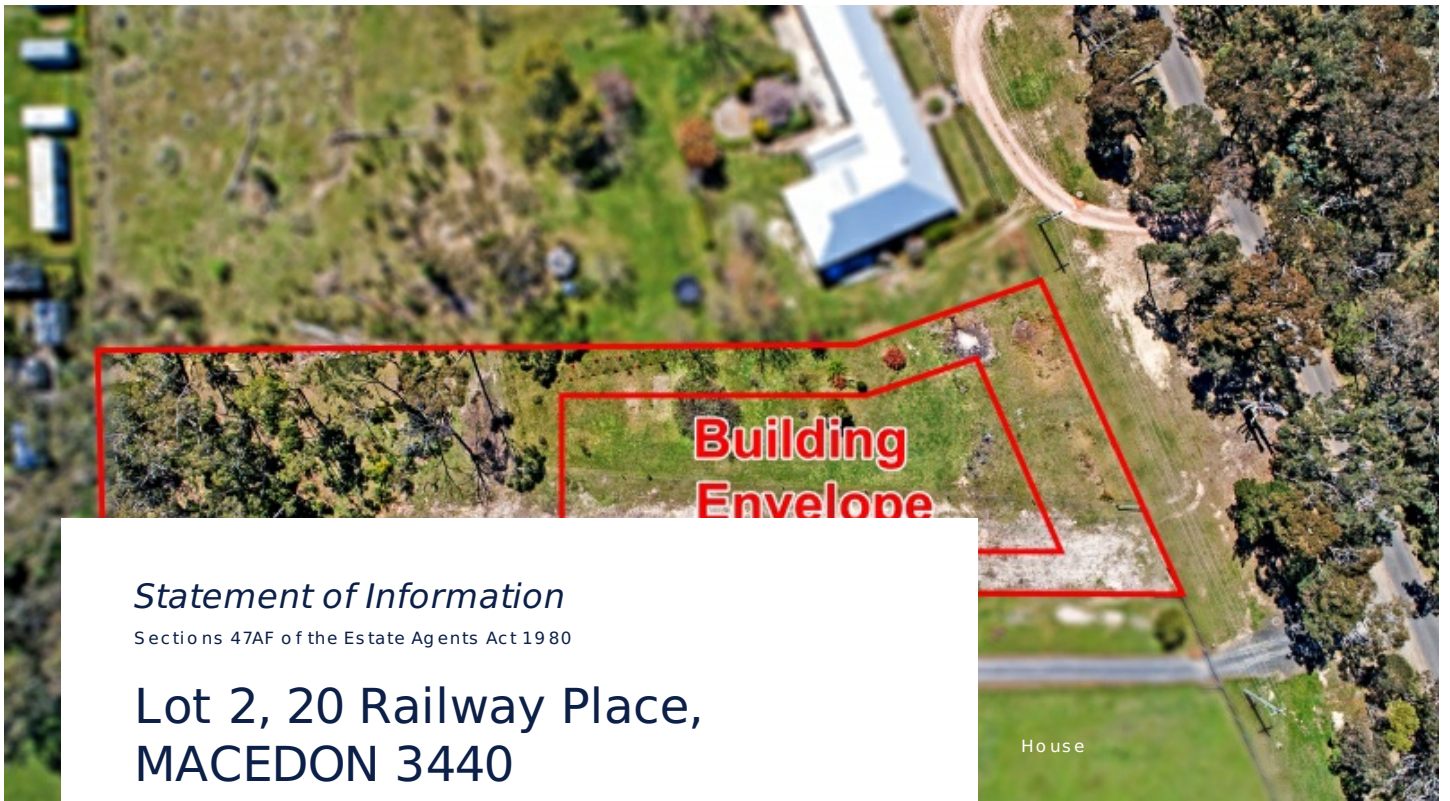 Building
Envelope
Statement of Information
Sections 47AF of the Estate Agents Act 1980
Lot 2, 20 Railway Place,
MACEDON 3440
House